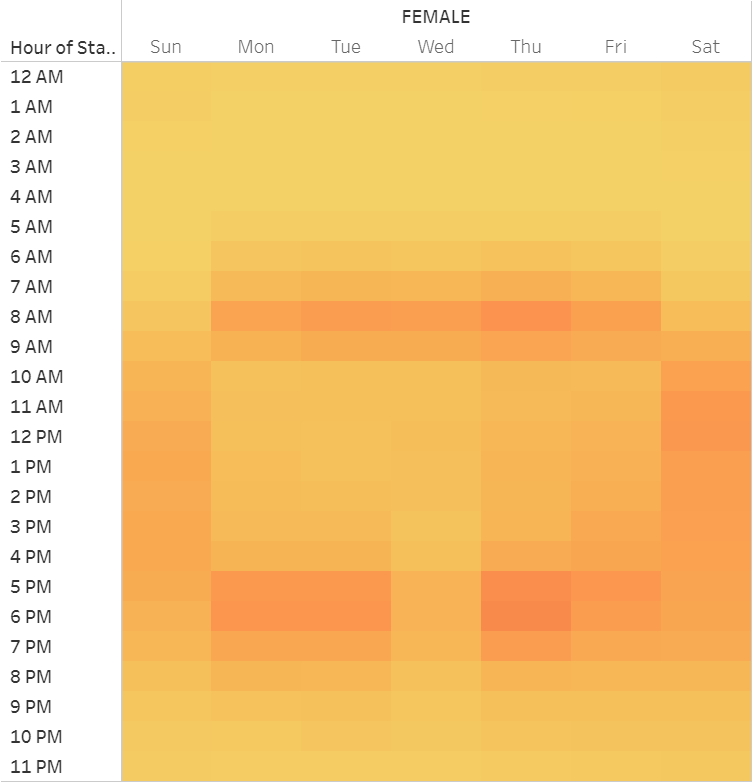 FEMALE
Hour of Sta.. Sun Mon Tue Wed Thu Fri Sat
12 AM
1 AM
2 AM
3 AM
4 AM
5 AM
6 AM
7 AM
8 AM
9 AM
10 AM
11 AM
12 PM
1 PM
2 PM
3 PM
4 PM
5 PM
6 PM
7 PM
8 PM
9 PM
10 PM
11 PM